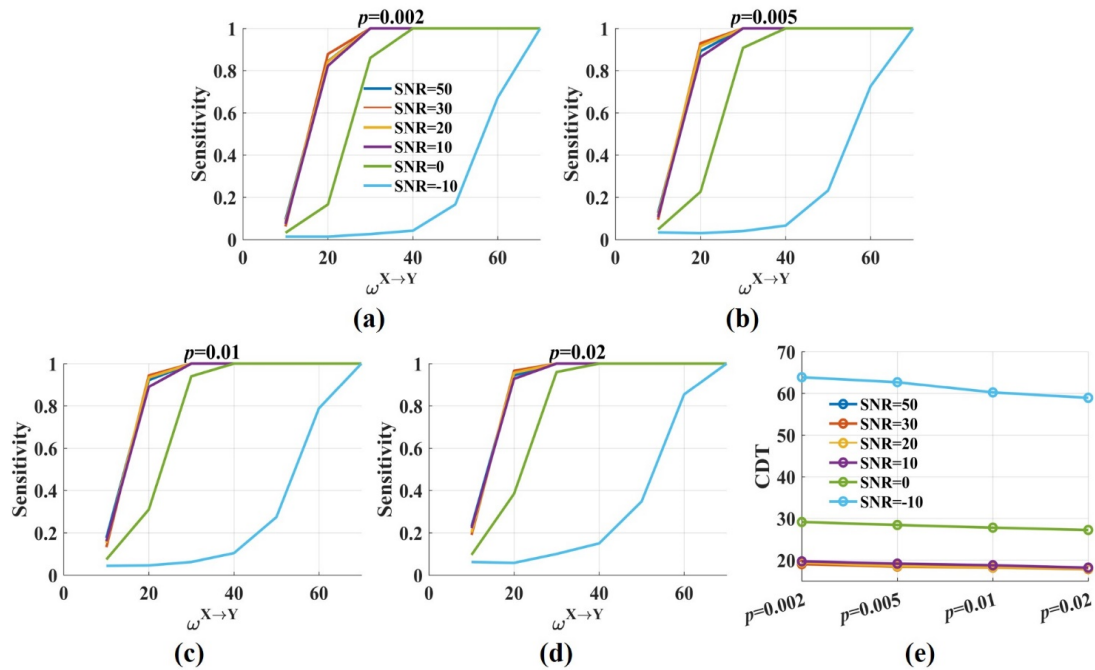 p=0.002
1
0.8
0.6
0.4
0.2
0
Sensitivity
SNR=50
SNR=30
SNR=20
SNR=10
SNR=0
SNR=-10
0
20
40
60
ω^X→Y
(a)
p=0.005
1
0.8
0.6
0.4
0.2
0
Sensitivity
0
20
40
60
ω^X→Y
(b)
p=0.01
1
0.8
0.6
0.4
0.2
0
Sensitivity
0
20
40
60
ω^X→Y
(c)
p=0.02
1
0.8
0.6
0.4
0.2
0
Sensitivity
0
20
40
60
ω^X→Y
(d)
70
60
50
40
30
20
CDT
SNR=50
SNR=30
SNR=20
SNR=10
SNR=0
SNR=-10
p=0.002
p=0.005
p=0.01
p=0.02
(e)